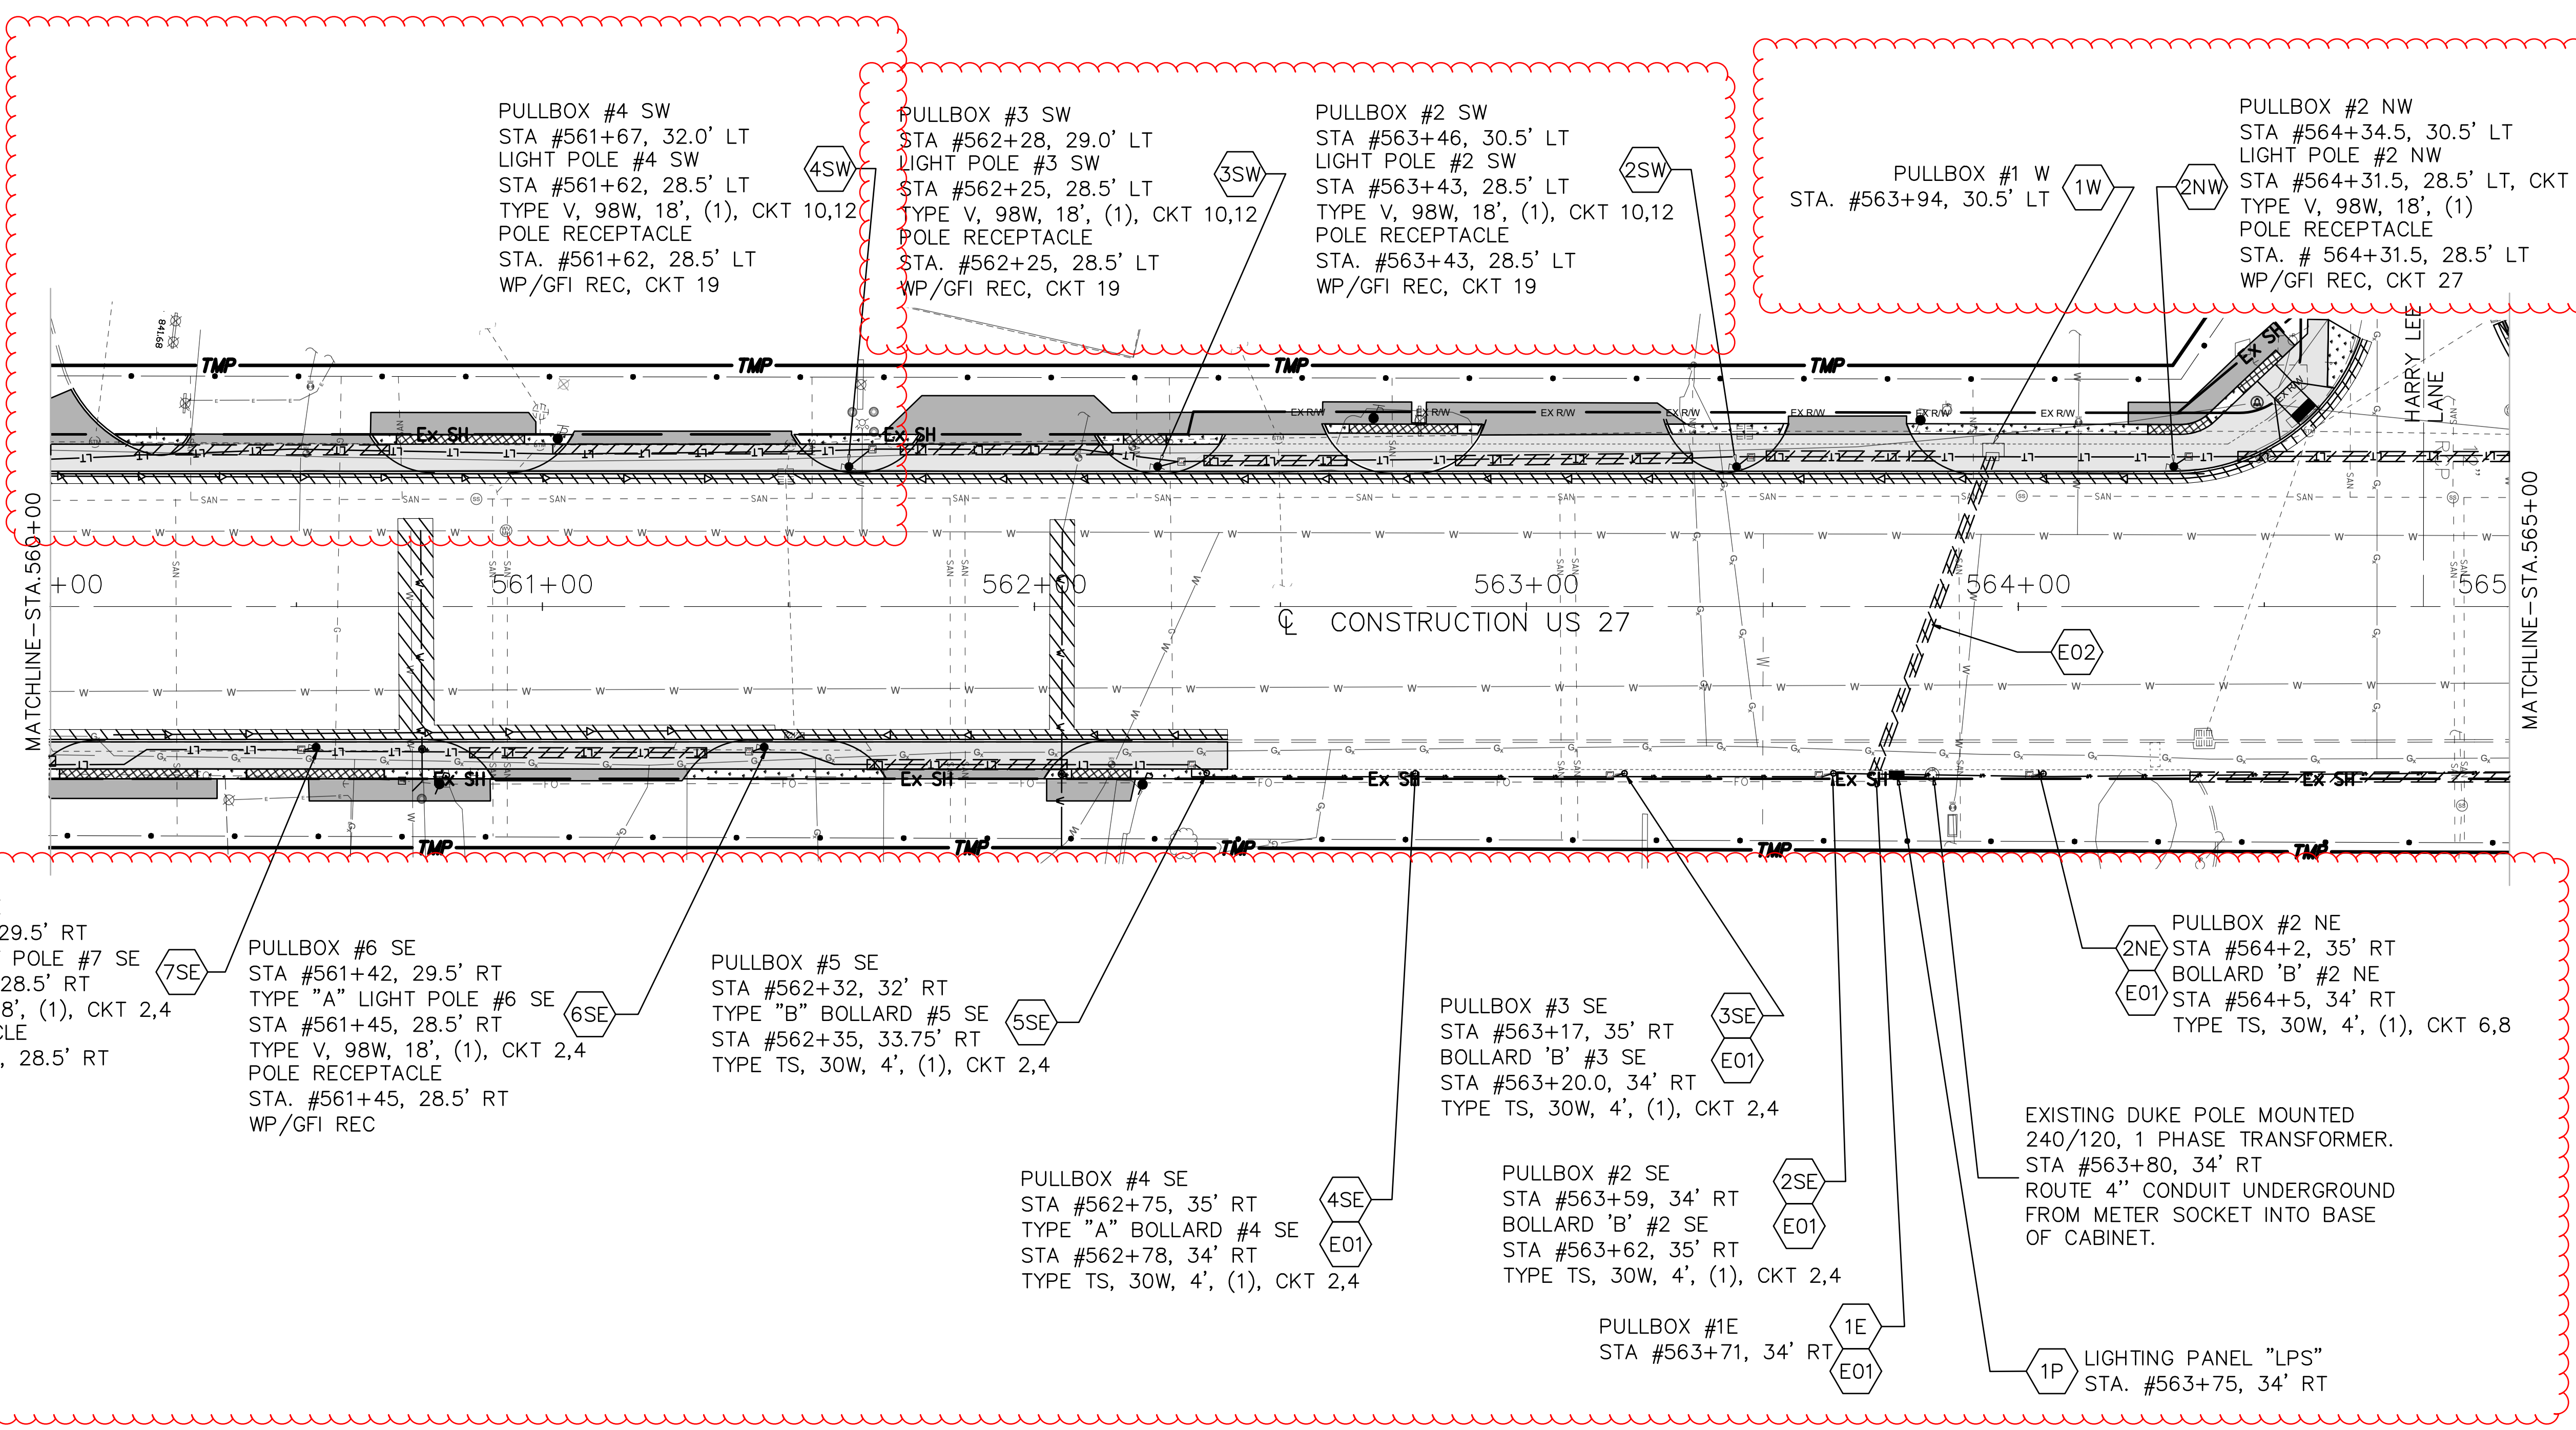 PULLBOX #4 SW
STA #561+67, 32.0' LT
LIGHT POLE #4 SW
STA #561+62, 28.5' LT
TYPE V, 98W, 18', (1), CKT 10,12
POLE RECEPTACLE
STA. #561+62, 28.5' LT
WP/GFI REC, CKT 19
4SW
PULLBOX #3 SW
STA #562+28, 29.0' LT
LIGHT POLE #3 SW
STA #562+25, 28.5' LT
TYPE V, 98W, 18', (1), CKT 10,12
POLE RECEPTACLE
STA. #562+25, 28.5' LT
WP/GFI REC, CKT 19
3SW
PULLBOX #2 SW
STA #563+46, 30.5' LT
LIGHT POLE #2 SW
STA #563+43, 28.5' LT
TYPE V, 98W, 18', (1), CKT 10,12
POLE RECEPTACLE
STA. #563+43, 28.5' LT
WP/GFI REC, CKT 19
2SW
PULLBOX #1 W
STA. #563+94, 30.5' LT
1W
2NW
PULLBOX #2 NW
STA #564+34.5, 30.5' LT
LIGHT POLE #2 NW
STA #564+31.5, 28.5' LT, CKT
TYPE V, 98W, 18', (1)
POLE RECEPTACLE
STA. # 564+31.5, 28.5' LT
WP/GFI REC, CKT 27
84168
TMP TMP TMP TMP
Ex SH
HARRY LEE
LANE
EX R/W EX R/W EX R/W EX R/W EX R/W EX R/W EX R/W
Ex SH Ex SH
MATCHLINE-STA.560+00
MATCHLINE-STA.565+00
+00 561+00 562+00 563+00 564+00 565
CONSTRUCTION US 27
E02
Ex SH Ex SH Ex SH Ex SH Ex SH
TMP TMP TMP TMP TMP
29.5' RT
POLE #7 SE
28.5' RT
8', (1), CKT 2,4
CLE
, 28.5' RT
7SE
PULLBOX #6 SE
STA #561+42, 29.5' RT
TYPE "A" LIGHT POLE #6 SE
STA #561+45, 28.5' RT
TYPE V, 98W, 18', (1), CKT 2,4
POLE RECEPTACLE
STA. #561+45, 28.5' RT
WP/GFI REC
6SE
PULLBOX #5 SE
STA #562+32, 32' RT
TYPE "B" BOLLARD #5 SE
STA #562+35, 33.75' RT
TYPE TS, 30W, 4', (1), CKT 2,4
5SE
PULLBOX #4 SE
STA #562+75, 35' RT
TYPE "A" BOLLARD #4 SE
STA #562+78, 34' RT
TYPE TS, 30W, 4', (1), CKT 2,4
4SE
E01
PULLBOX #3 SE
STA #563+17, 35' RT
BOLLARD 'B' #3 SE
STA #563+20.0, 34' RT
TYPE TS, 30W, 4', (1), CKT 2,4
3SE
E01
PULLBOX #2 SE
STA #563+59, 34' RT
BOLLARD 'B' #2 SE
STA #563+62, 35' RT
TYPE TS, 30W, 4', (1), CKT 2,4
2SE
E01
PULLBOX #1E
STA #563+71, 34' RT
1E
E01
2NE
E01
PULLBOX #2 NE
STA #564+2, 35' RT
BOLLARD 'B' #2 NE
STA #564+5, 34' RT
TYPE TS, 30W, 4', (1), CKT 6,8
EXISTING DUKE POLE MOUNTED
240/120, 1 PHASE TRANSFORMER.
STA #563+80, 34' RT
ROUTE 4'' CONDUIT UNDERGROUND
FROM METER SOCKET INTO BASE
OF CABINET.
1P
LIGHTING PANEL "LPS"
STA. #563+75, 34' RT